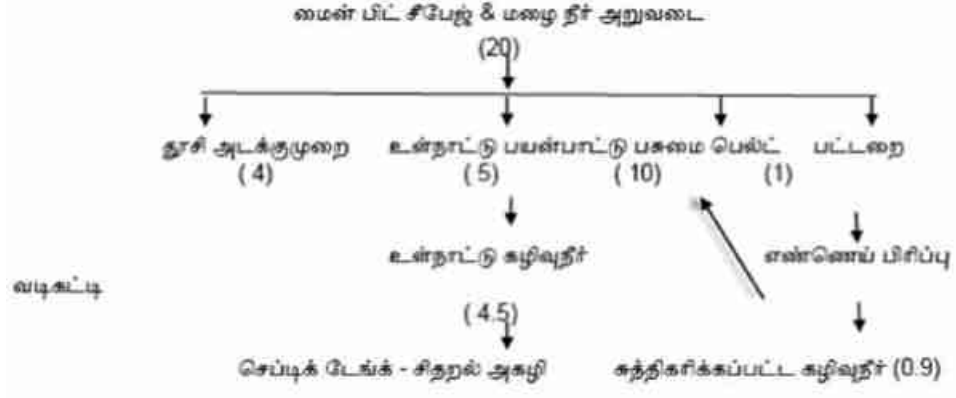 மைன் பிட் சீபேஜ் & மழை நீர் அறுவடை
(20)
தூசி அடக்குமுறை உள்நாட்டு பயன்பாட்டு பசுமை பெல்ட் பட்டறை
( 4) ( 5) ( 10) (1)
உள்நாட்டு கழிவுநீர் எண்ணெய் பிரிப்பு
வடிகட்டி
( 4.5)
செப்டிக் டேங்க் - சிதறல் அகழி சுத்திகரிக்கப்பட்ட கழிவுநீர் (0.9)